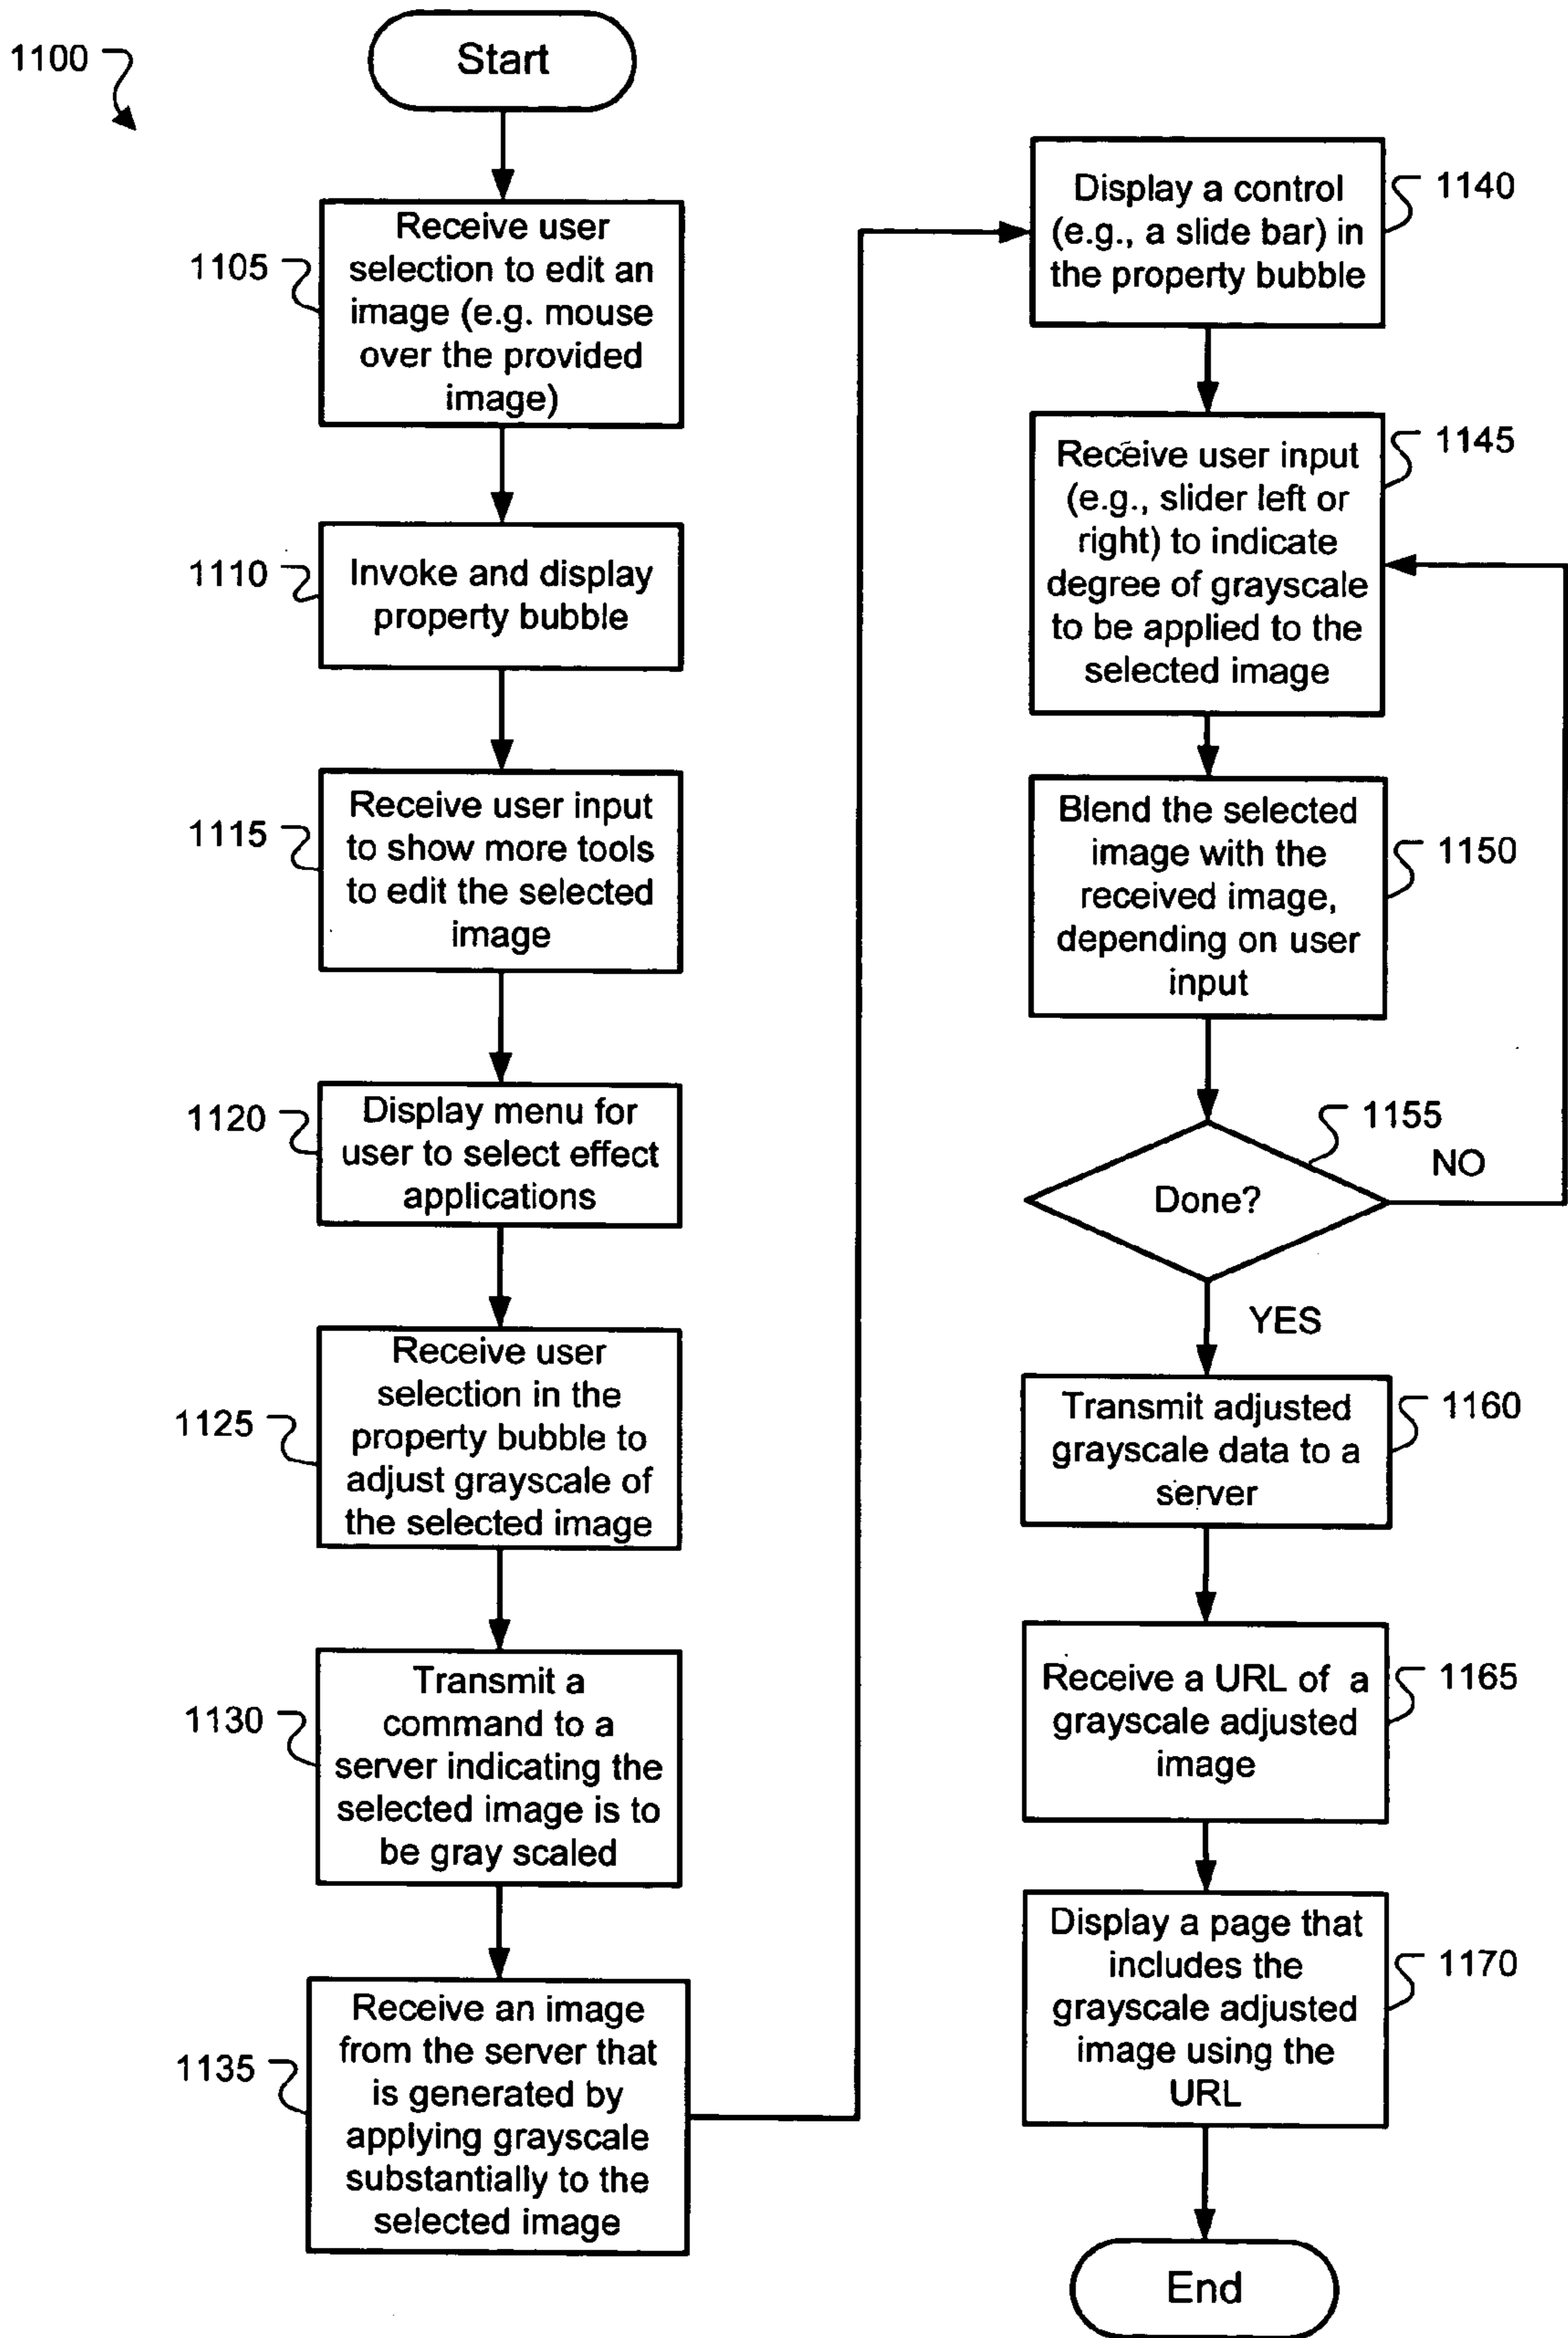 1100
Start
1105
Receive user
selection to edit an
image (e.g. mouse
over the provided
image)
1110
Invoke and display
property bubble
1115
Receive user input
to show more tools
to edit the selected
image
1120
Display menu for
user to select effect
applications
1125
Receive user
selection in the
property bubble to
adjust grayscale of
the selected image
1130
Transmit a
command to a
server indicating the
selected image is to
be gray scaled
1135
Receive an image
from the server that
is generated by
applying grayscale
substantially to the
selected image
1140
Display a control
(e.g., a slide bar) in
the property bubble
1145
Receive user input
(e.g., slider left or
right) to indicate
degree of grayscale
to be applied to the
selected image
1150
Blend the selected
image with the
received image,
depending on user
input
1155
NO
Done?
YES
1160
Transmit adjusted
grayscale data to a
server
1165
Receive a URL of a
grayscale adjusted
image
1170
Display a page that
includes the
grayscale adjusted
image using the
URL
End